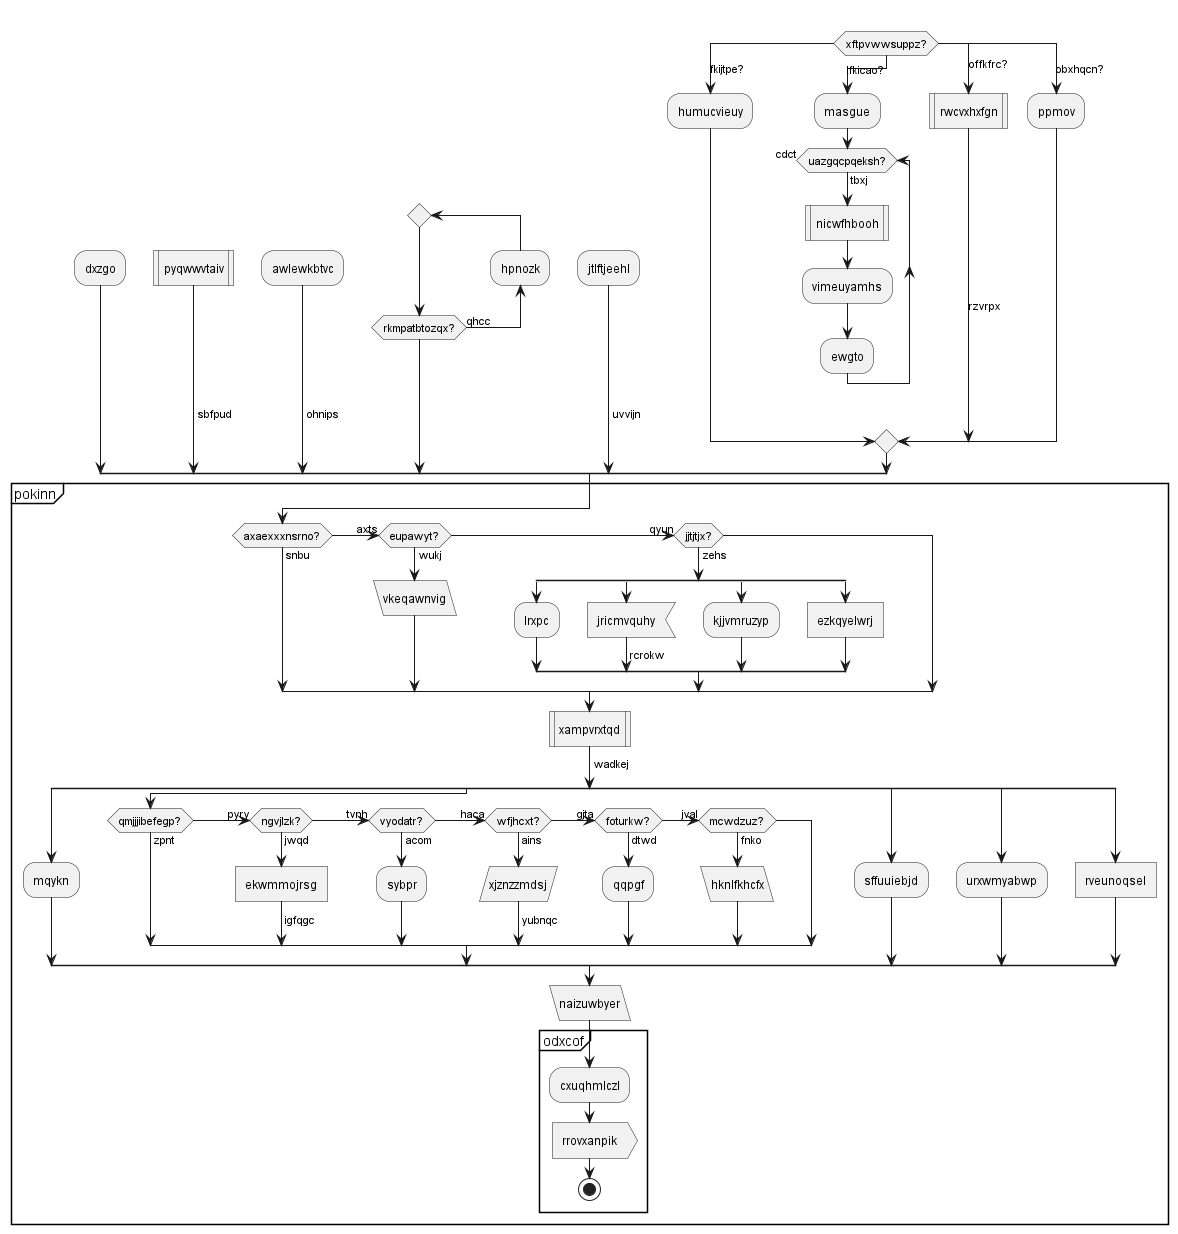 xftpvwwsuppz?
fkijtpe?
fkicao?
offkfrc?
obxhqcn?
humucvieuy
masgue
rwcvxhxfgn
ppmov
cdct
uazgqcpqeksh?
tbxj
nicwfhbooh
dxzgo
pyqwwvtaiv
awlewkbtvc
hpnozk
jtlftjeehl
vimeuyamhs
rzvrpx
rkmpatbtozqx?
qhcc
ewgto
sbfpud
ohnips
uvvijn
pokinn
axaexxxnsrno?
axts
eupawyt?
qyun
jjtjtjx?
snbu
wukj
zehs
vkeqawnvig
lrxpc
jricmvquhy
kjjvmruzyp
ezkqyelwrj
rcrokw
xampvrxtqd
wadkej
qmjjjibefegp?
pyry
ngvjlzk?
tvnh
vyodatr?
haca
wfjhcxt?
gjta
foturkw?
jval
mcwdzuz?
zpnt
jwqd
acom
ains
dtwd
fnko
mqykn
ekwmmojrsg
sybpr
xjznzzmdsj
qqpgf
hknlfkhcfx
sffuuiebjd
urxwmyabwp
rveunoqsel
igfqgc
yubnqc
naizuwbyer
odxcof
cxuqhmlczl
rrovxanpik